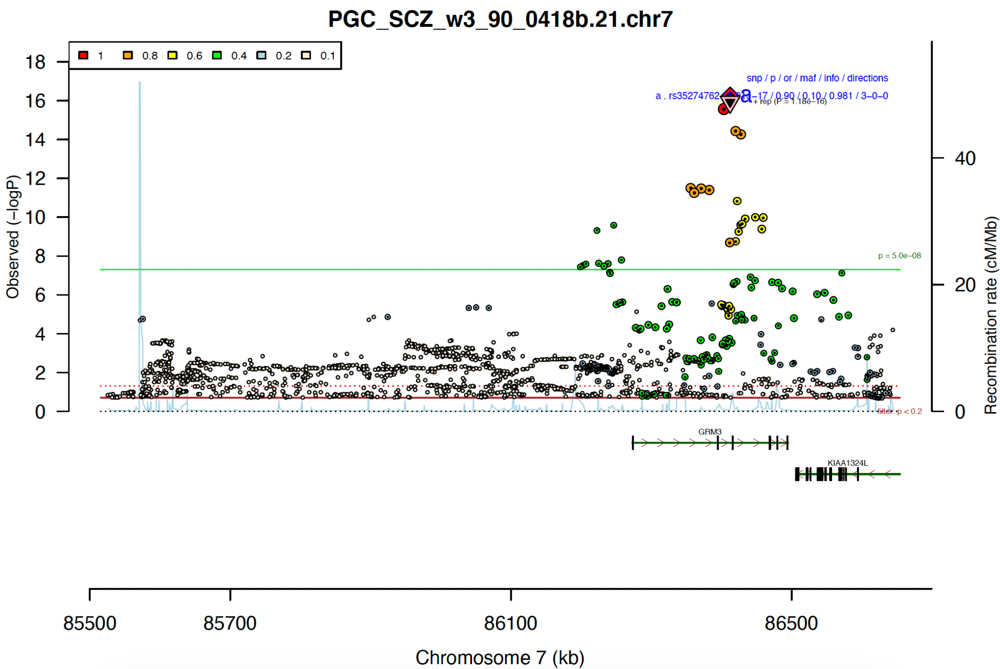 PGC_SCZ_w3_90_0418b.21.chr7
1 0.8 0.6 0.4 0.2 0.1
snp / p / or / maf / info / directions
a . rs35274762 −17 / 0.90 / 0.10 / 0.981 / 3−0−0
a
+ rep (P = 1.18e−16)
Observed (−logP)
18
16
14
12
10
8
6
4
2
0
p = 5.0e−08
filter: p < 0.2
40
20
0
Recombination rate (cM/Mb)
GRM3
KIAA1324L
85500 85700 86100 86500
Chromosome 7 (kb)